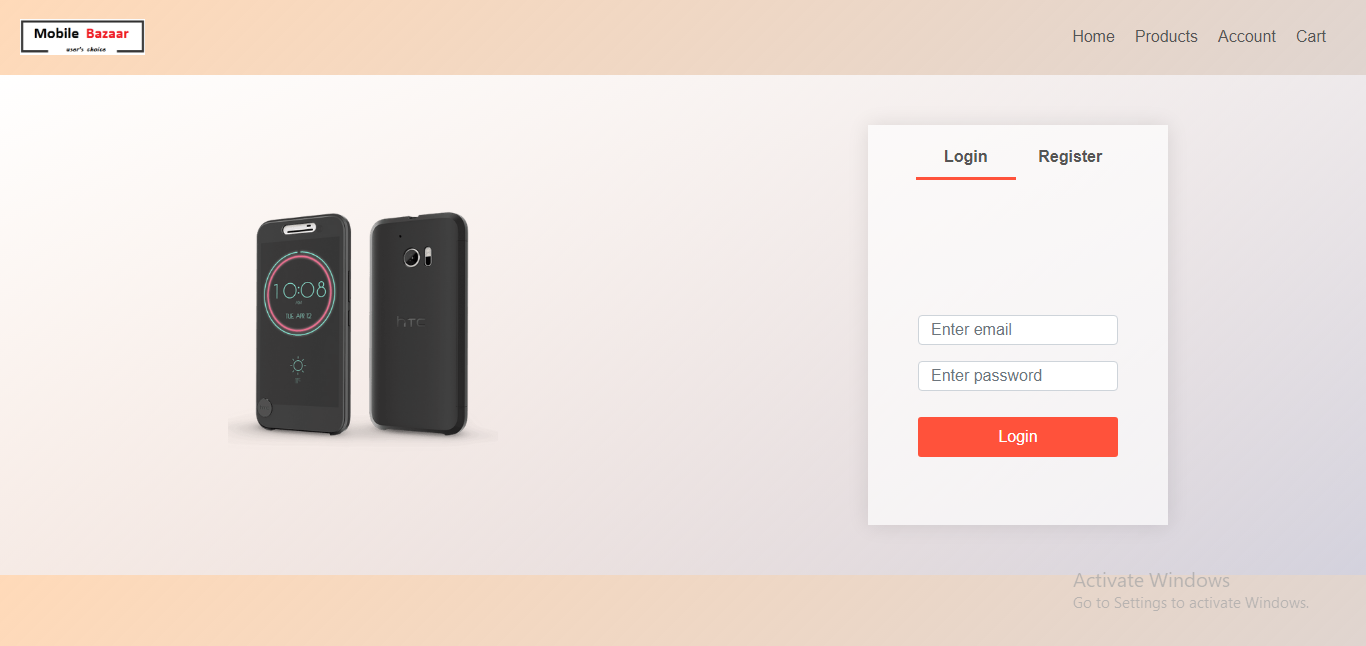 Mobile Bazaar
user's choice
Home Products Account Cart
Login Register
10:08
TUE, APR 12
hTC
Enter email
Enter password
Login
Activate Windows
Go to Settings to activate Windows.